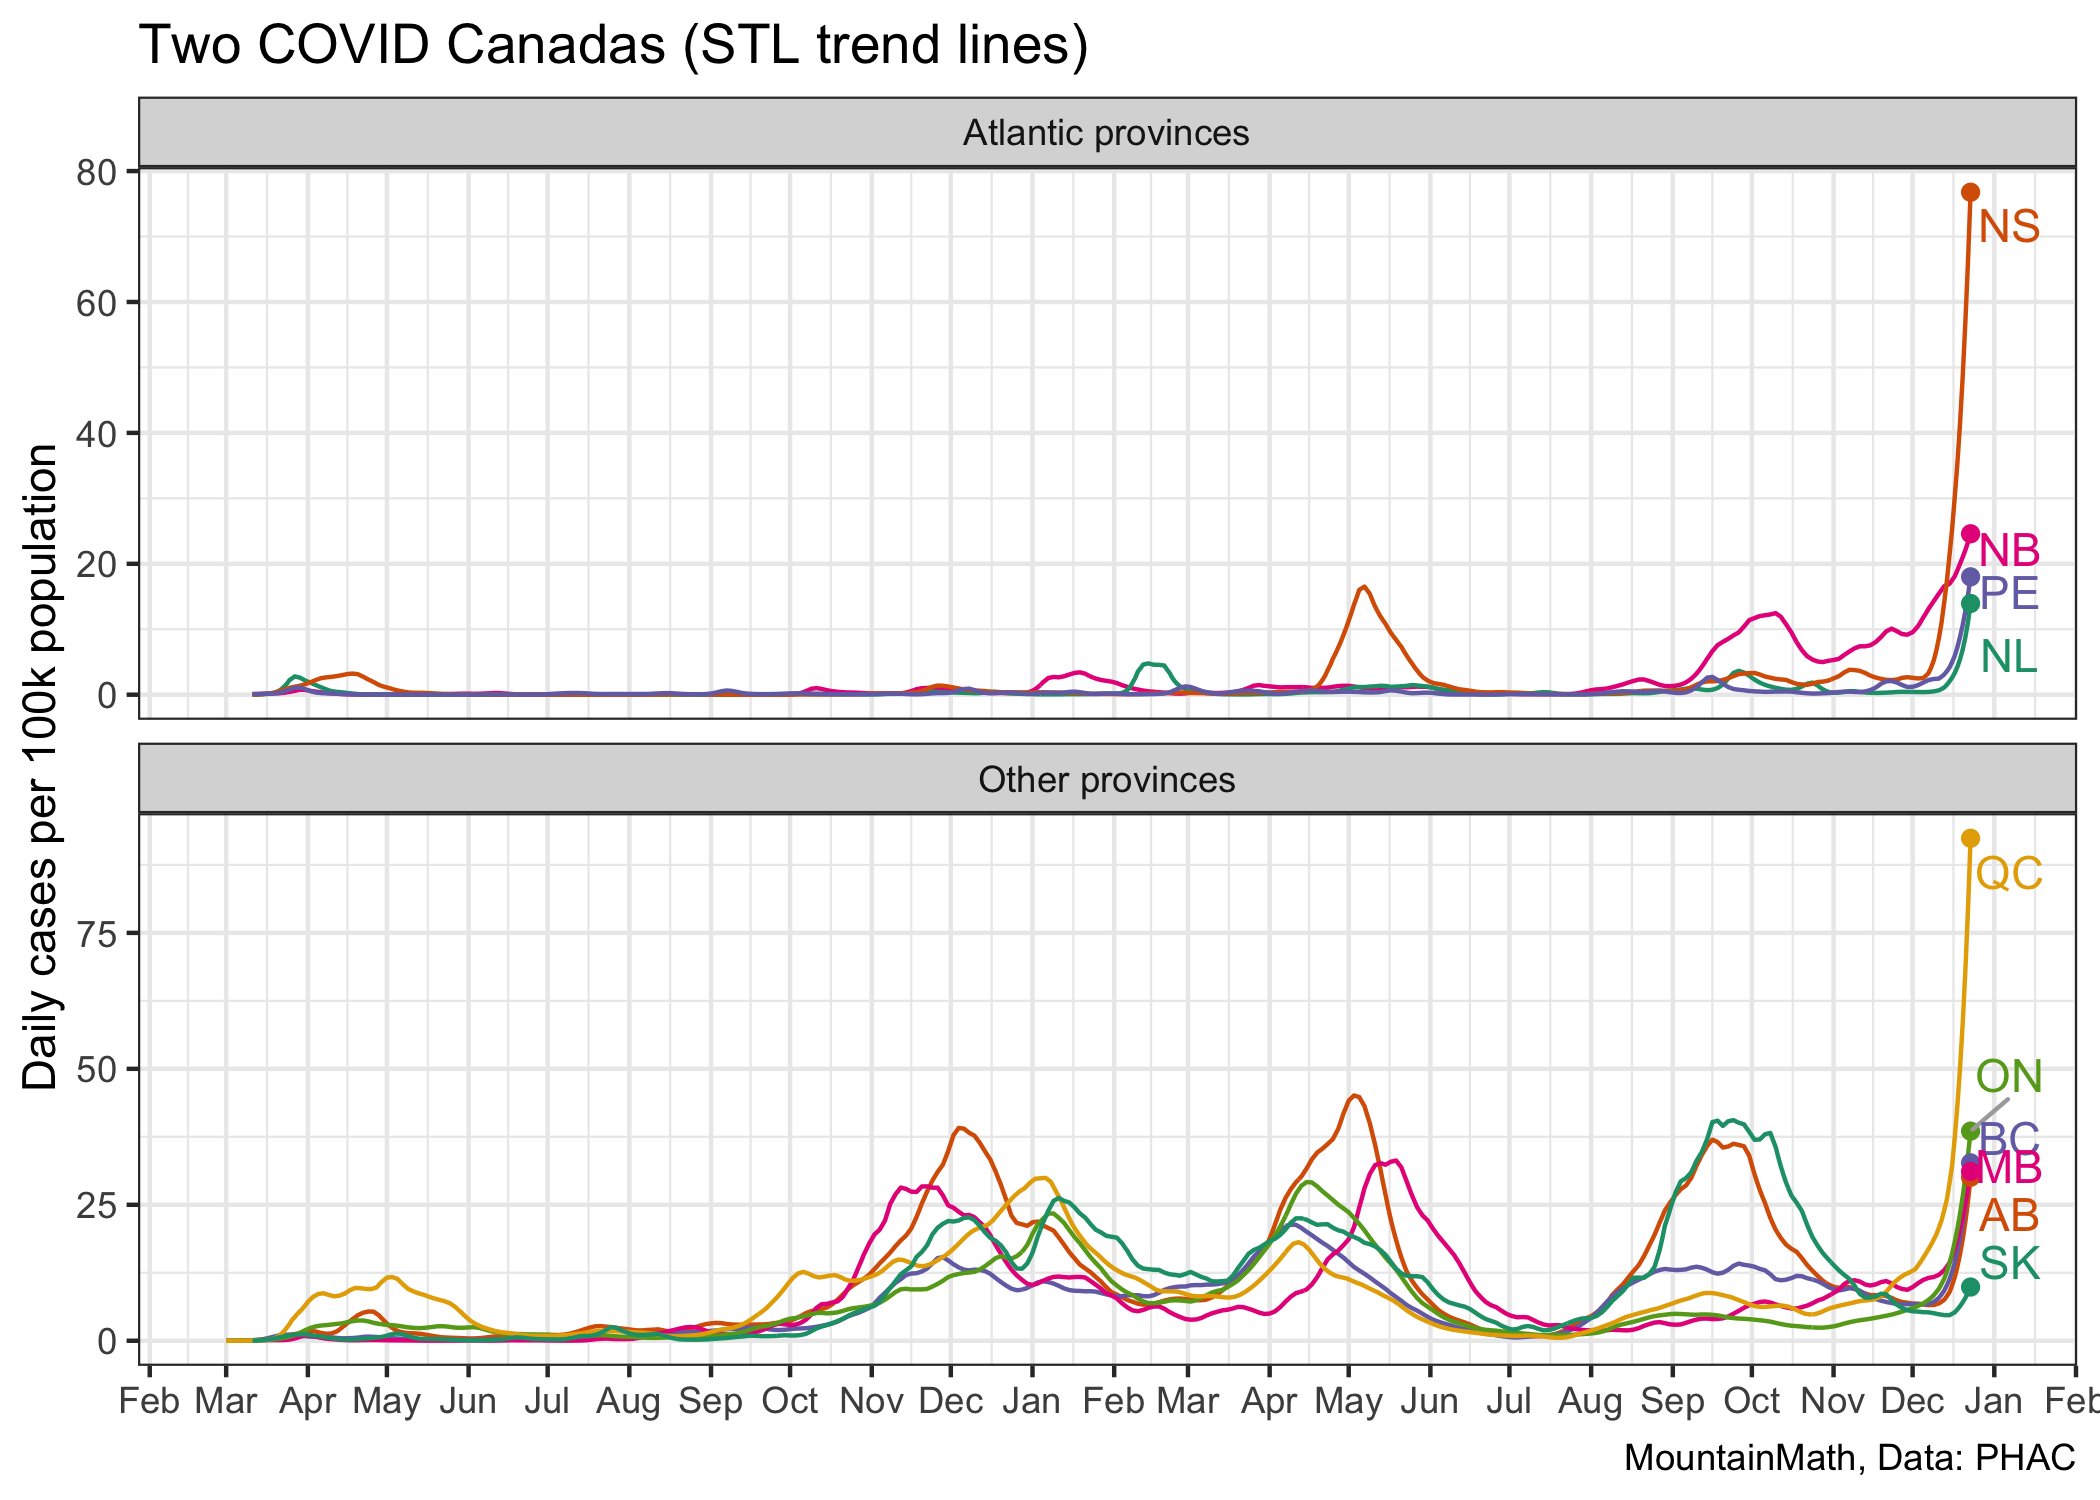 Two COVID Canadas (STL trend lines)
Daily cases per 100k population
Atlantic provinces
80
60
40
20
0
NS
NB
PE
NL
Other provinces
75
50
25
0
QC
ON
BC
MB
AB
SK
Feb Mar Apr May Jun Jul Aug Sep Oct Nov Dec Jan Feb Mar Apr May Jun Jul Aug Sep Oct Nov Dec Jan Feb
MountainMath, Data: PHAC